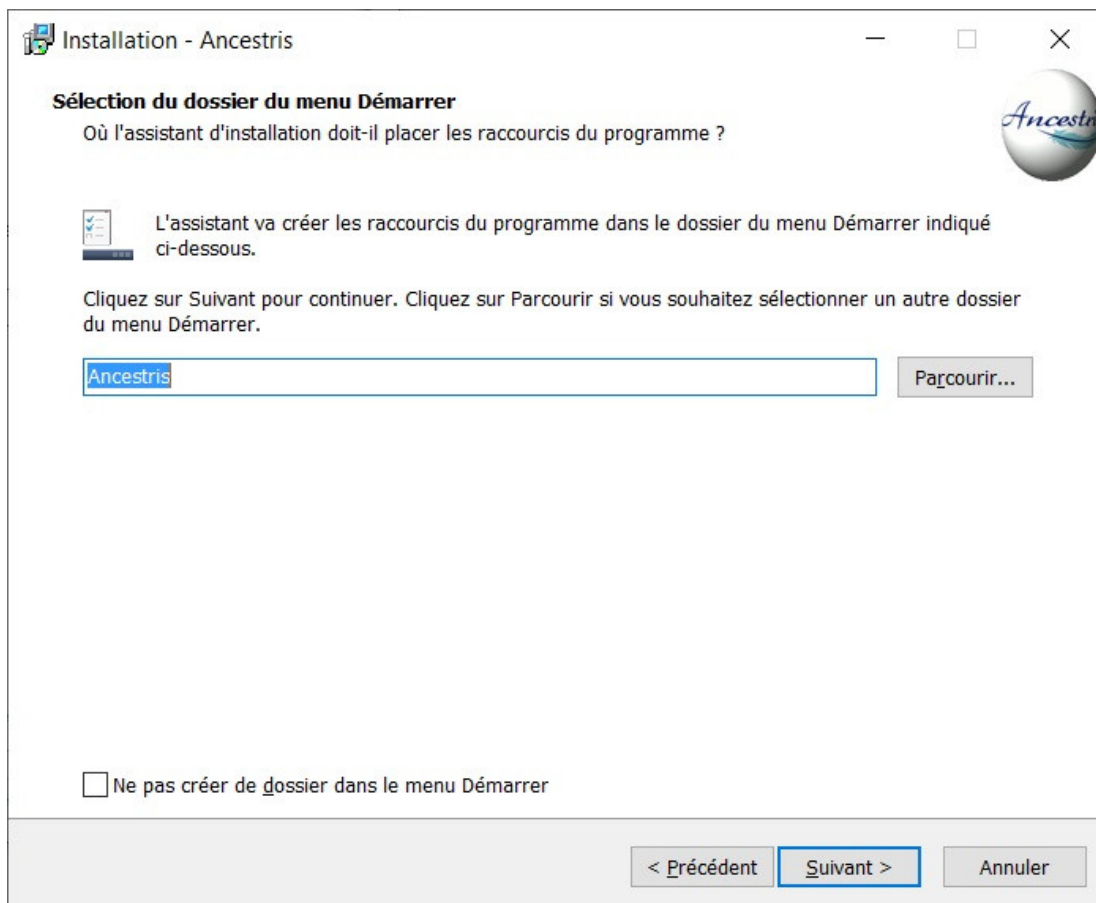 Installation - Ancestris
Sélection du dossier du menu Démarrer
Où l'assistant d'installation doit-il placer les raccourcis du programme ?
L'assistant va créer les raccourcis du programme dans le dossier du menu Démarrer indiqué
ci-dessous.
Cliquez sur Suivant pour continuer. Cliquez sur Parcourir si vous souhaitez sélectionner un autre dossier
du menu Démarrer.
Ancestris
Parcourir...
Ne pas créer de dossier dans le menu Démarrer
< Précédent
Suivant >
Annuler